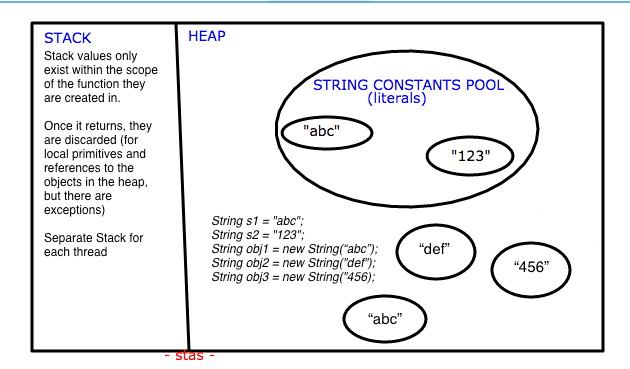 STACK
Stack values only
exist within the scope
of the function they
are created in.
Once it returns, they
are discarded (for
local primitives and
references to the
objects in the heap,
but there are
exceptions)
Separate Stack for
each thread
HEAP
STRING CONSTANTS POOL
(literals)
"abc"
"123"
String s1 = "abc";
String s2 = "123";
String obj1 = new String(“abc”);
String obj2 = new String("def");
String obj3 = new String("456);
“def”
“456”
“abc”
- stas -